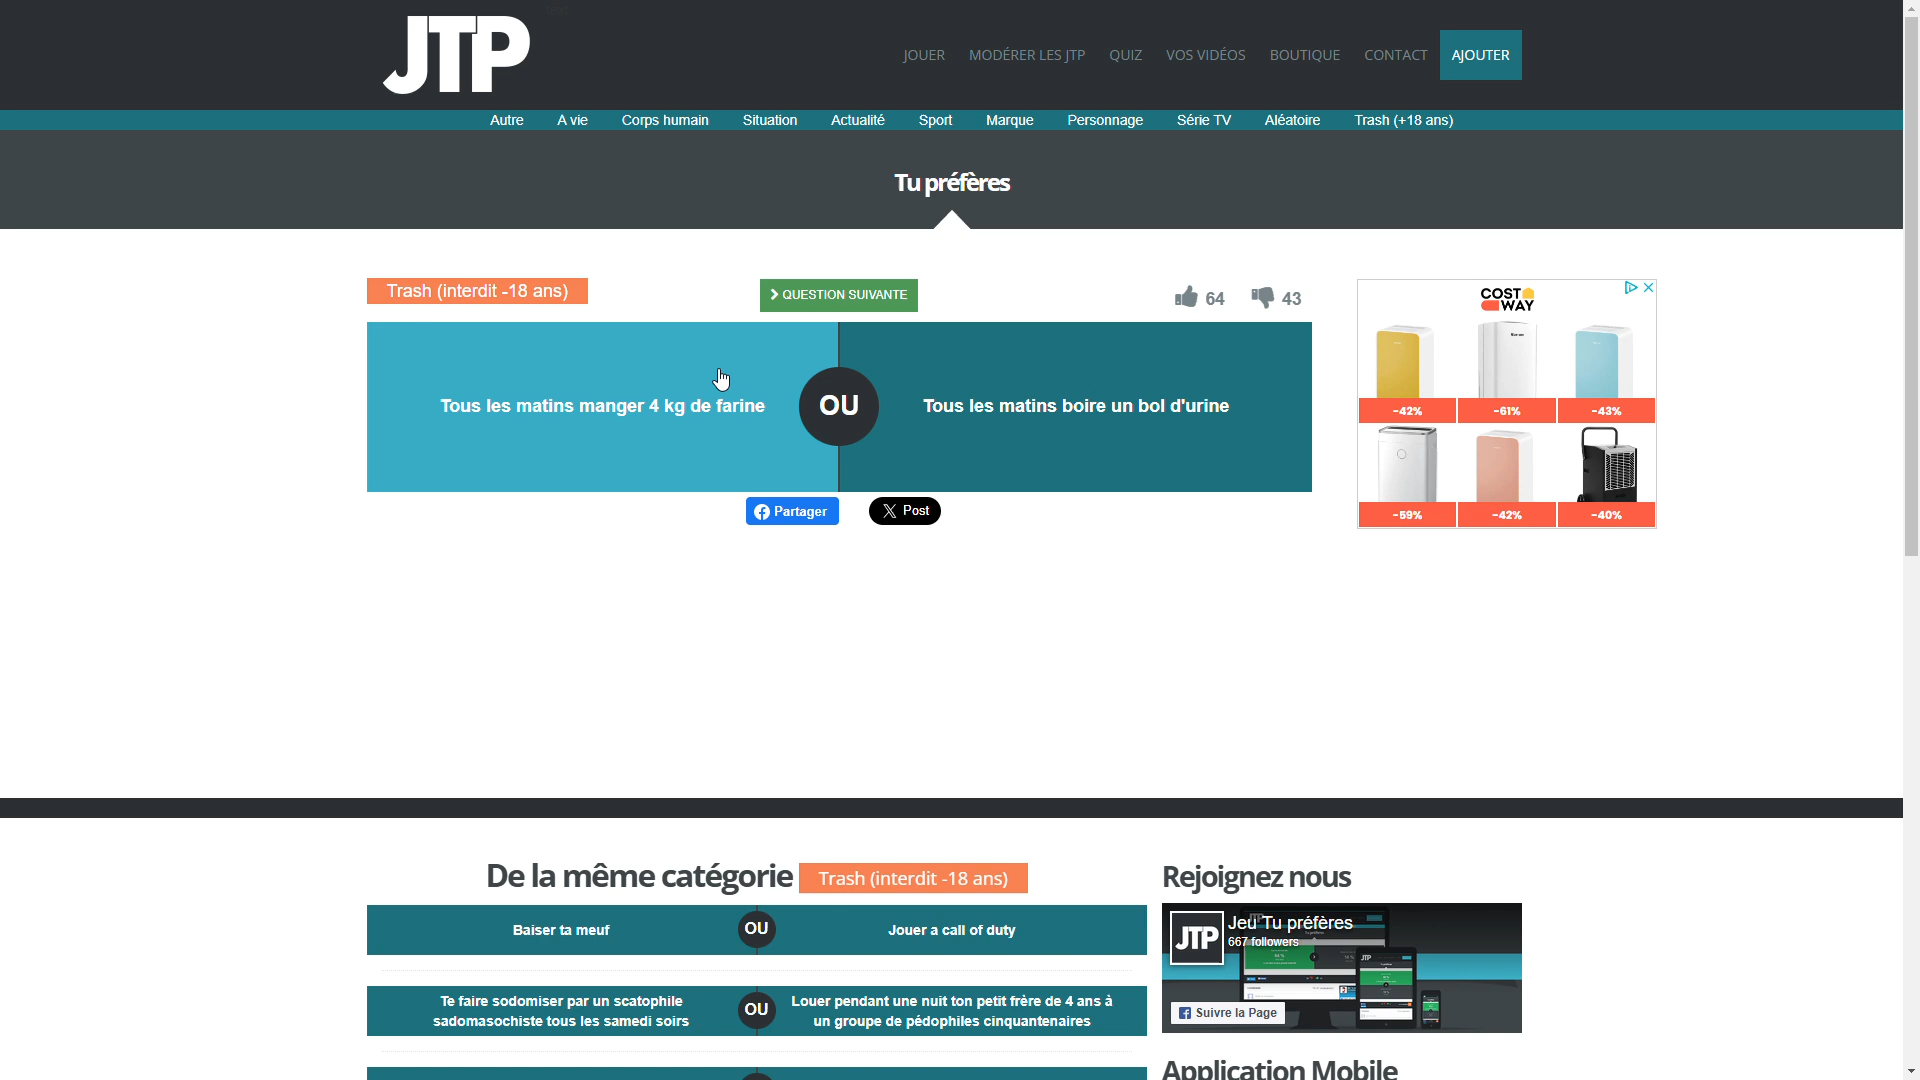 JTP
JOUER MODÉRER LES JTP QUIZ VOS VIDÉOS BOUTIQUE CONTACT AJOUTER
Autre A vie Corps humain Situation Actualité Sport Marque Personnage Série TV Aléatoire Trash (+18 ans)
Tu préfères
Trash (interdit -18 ans)
QUESTION SUIVANTE
64 43
Tous les matins manger 4 kg de farine OU Tous les matins boire un bol d'urine
Partager Post
COSTWAY
-42% -61% -43%
-59% -42% -40%
De la même catégorie Trash (interdit -18 ans)
Baiser ta meuf OU Jouer a call of duty
Te faire sodomiser par un scatophile
sadomasochiste tous les samedi soirs
OU
Louer pendant une nuit ton petit frère de 4 ans à
un groupe de pédophiles cinquantenaires
Rejoignez nous
JTP
Jeu Tu préfères
667 followers
Suivre la Page
Application Mobile